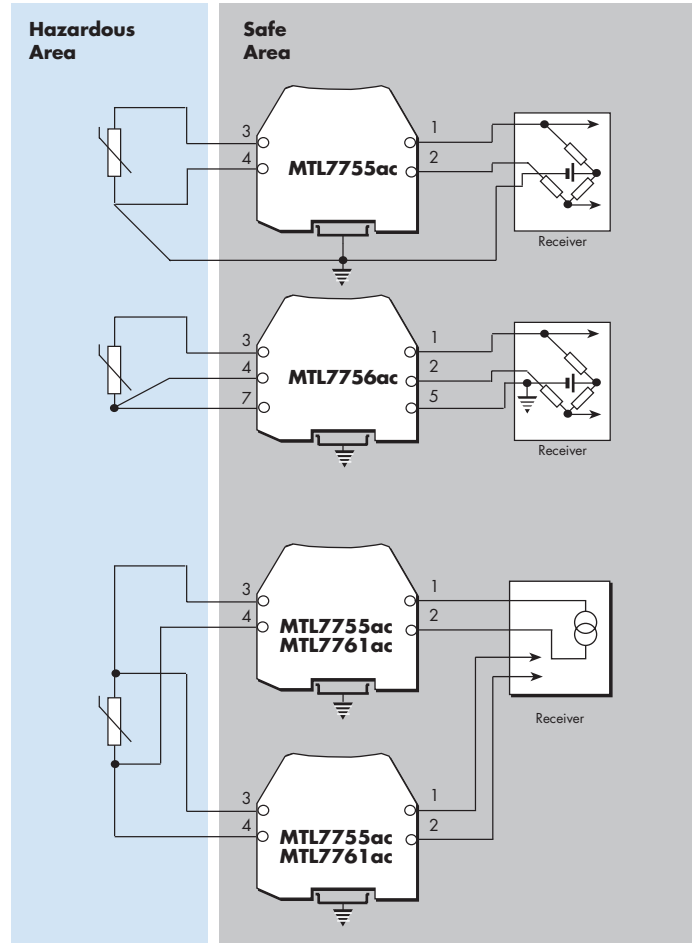 Hazardous
Area
Safe
Area
3
4
MTL7755ac
1
2
Receiver
3
4
7
MTL7756ac
1
2
5
Receiver
3
4
MTL7755ac
MTL7761ac
1
2
Receiver
3
4
MTL7755ac
MTL7761ac
1
2